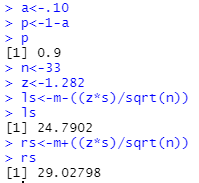 > a<-.10
> p<-1-a
> p
[1] 0.9
> n<-33
> z<-1.282
> ls<-m-((z*s)/sqrt(n))
> ls
[1] 24.7902
> rs<-m+((z*s)/sqrt(n))
> rs
[1] 29.02798